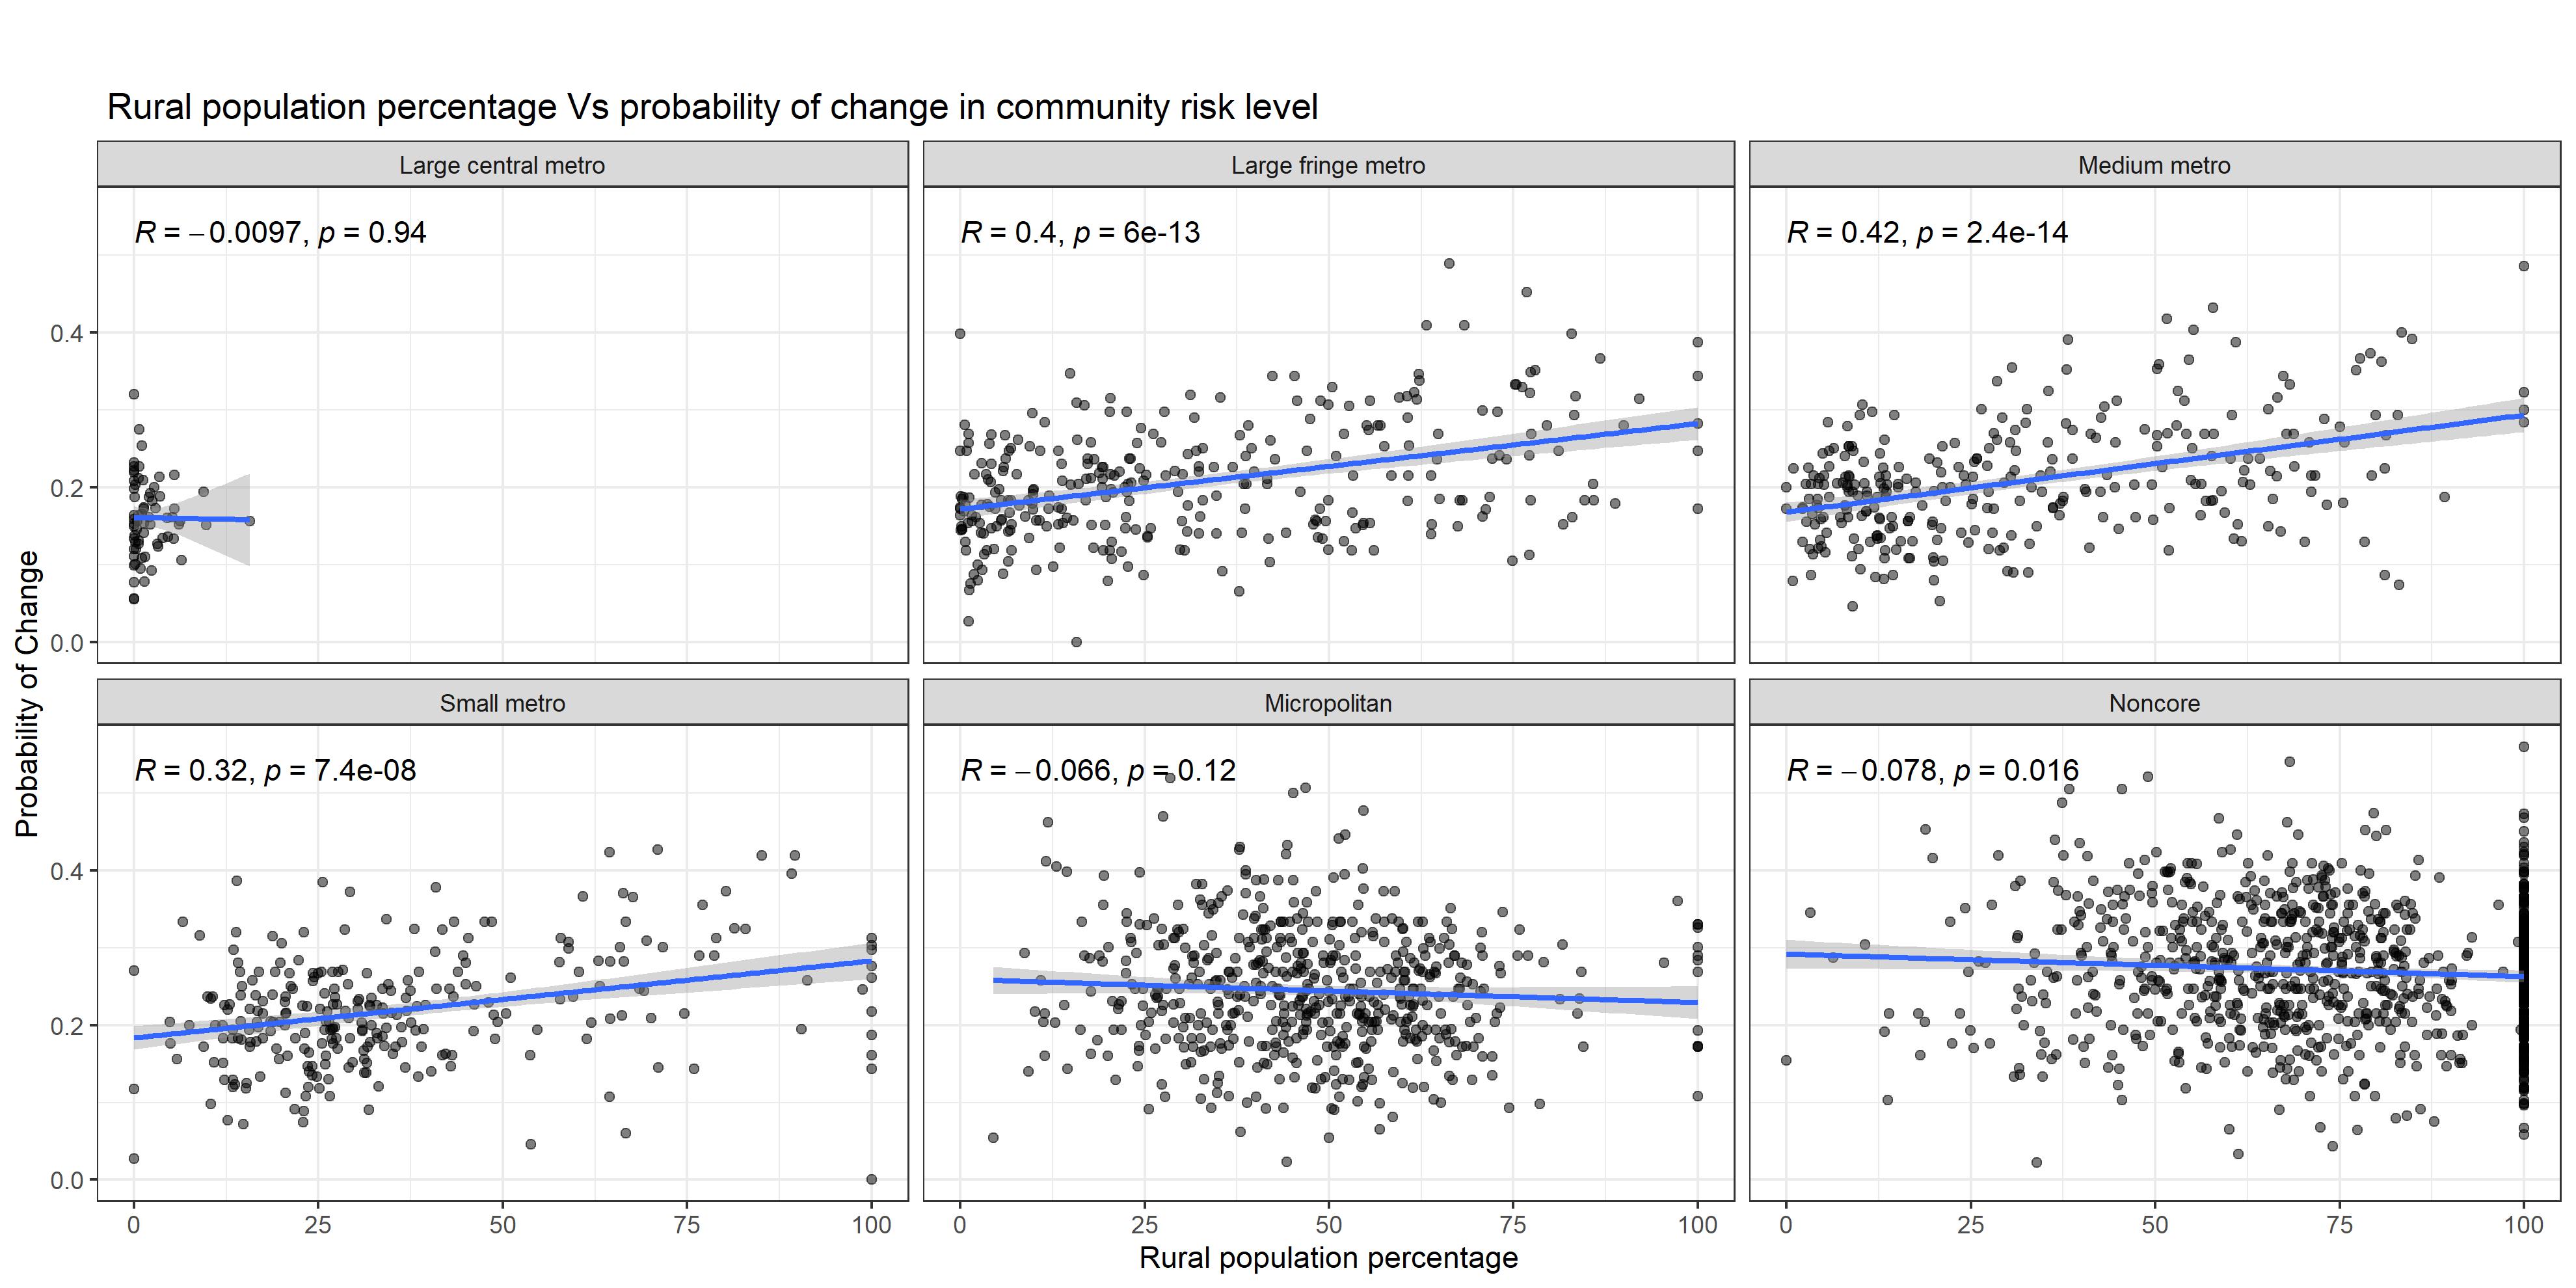 Rural population percentage Vs probability of change in community risk level
Large central metro
Large fringe metro
Medium metro
R = −0.0097, p = 0.94
R = 0.4, p = 6e-13
R = 0.42, p = 2.4e-14
0.4
0.2
0.0
Small metro
Micropolitan
Noncore
R = 0.32, p = 7.4e-08
R = −0.066, p = 0.12
R = −0.078, p = 0.016
0.4
0.2
0.0
Probability of Change
0 25 50 75 100
0 25 50 75 100
0 25 50 75 100
Rural population percentage